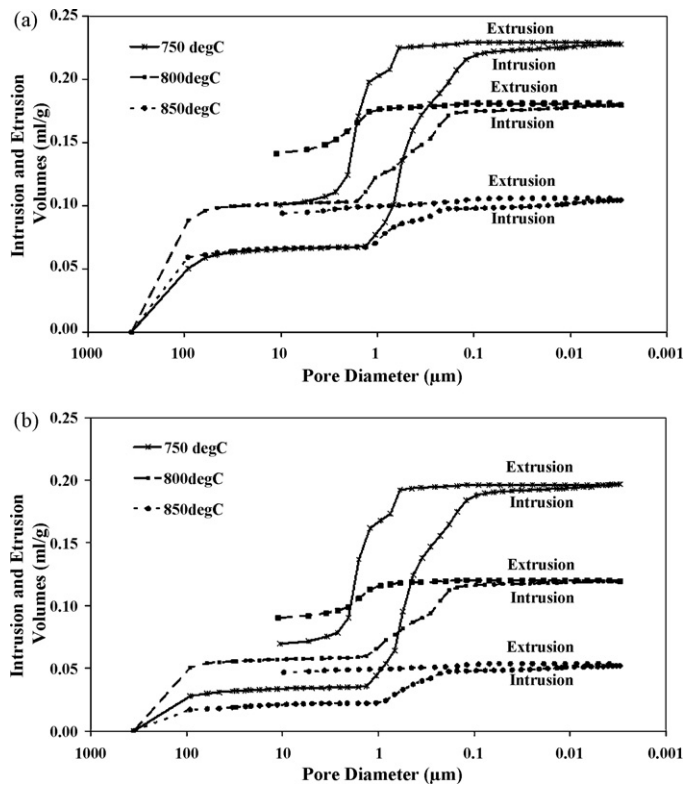 (a)
0.25
0.20
0.15
0.10
0.05
0.00
Intrusion and Etrusion
Volumes (ml/g)
750 degC
800degC
850degC
Extrusion
Intrusion
Extrusion
Intrusion
Extrusion
Intrusion
1000 100 10 1 0.1 0.01 0.001
Pore Diameter (µm)
(b)
0.25
0.20
0.15
0.10
0.05
0.00
Intrusion and Etrusion
Volumes (ml/g)
750 degC
800degC
850degC
Extrusion
Intrusion
Extrusion
Intrusion
Extrusion
Intrusion
1000 100 10 1 0.1 0.01 0.001
Pore Diameter (µm)